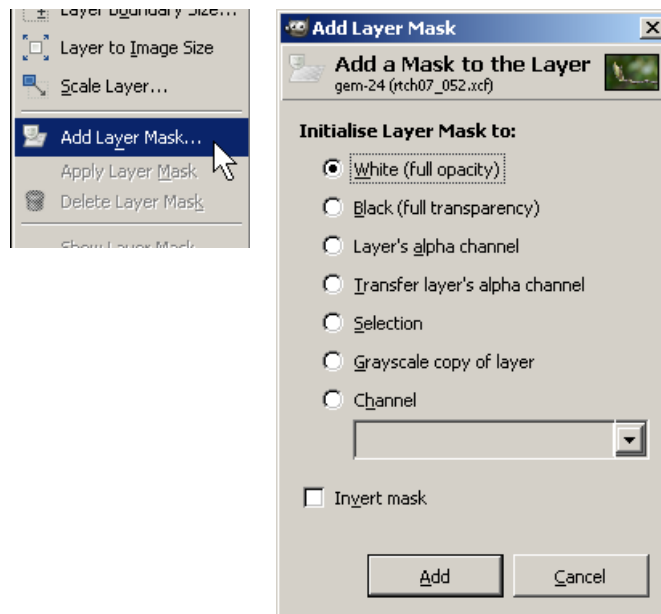 Layer Boundary Size...
Layer to Image Size
Scale Layer...
Add Layer Mask...
Apply Layer Mask
Delete Layer Mask
Show Layer Mask
Add Layer Mask
Add a Mask to the Layer
gem-24 (rtch07_052.xcf)
Initialise Layer Mask to:
White (full opacity)
Black (full transparency)
Layer's alpha channel
Transfer layer's alpha channel
Selection
Grayscale copy of layer
Channel
Invert mask
Add
Cancel